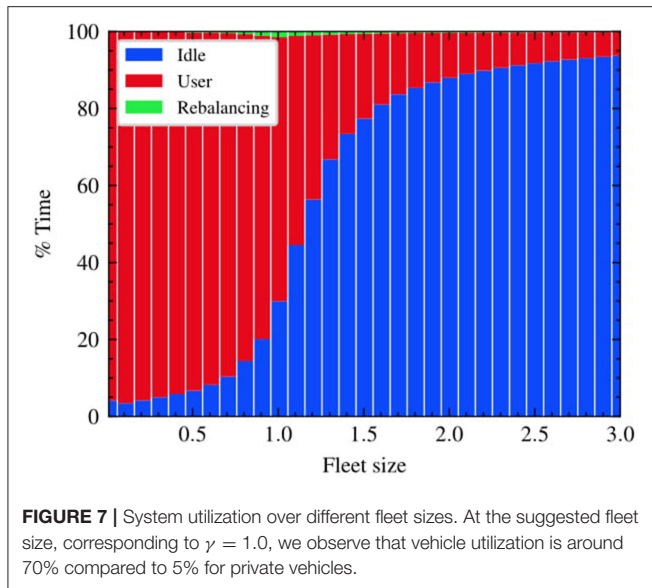 100
80
60
40
20
0
% Time
Idle
User
Rebalancing
0.5
1.0
1.5
2.0
2.5
3.0
Fleet size
FIGURE 7 | System utilization over different fleet sizes. At the suggested fleet
size, corresponding to γ = 1.0, we observe that vehicle utilization is around
70% compared to 5% for private vehicles.